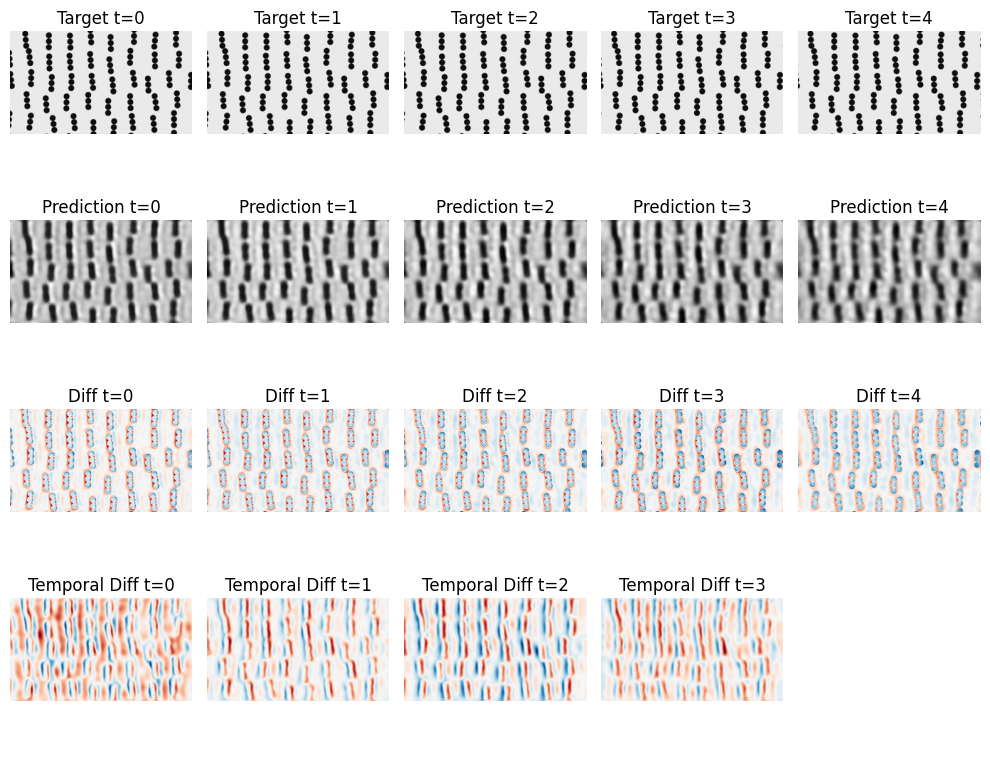 Target t=0 Target t=1 Target t=2 Target t=3 Target t=4
Prediction t=0 Prediction t=1 Prediction t=2 Prediction t=3 Prediction t=4
Diff t=0 Diff t=1 Diff t=2 Diff t=3 Diff t=4
Temporal Diff t=0 Temporal Diff t=1 Temporal Diff t=2 Temporal Diff t=3